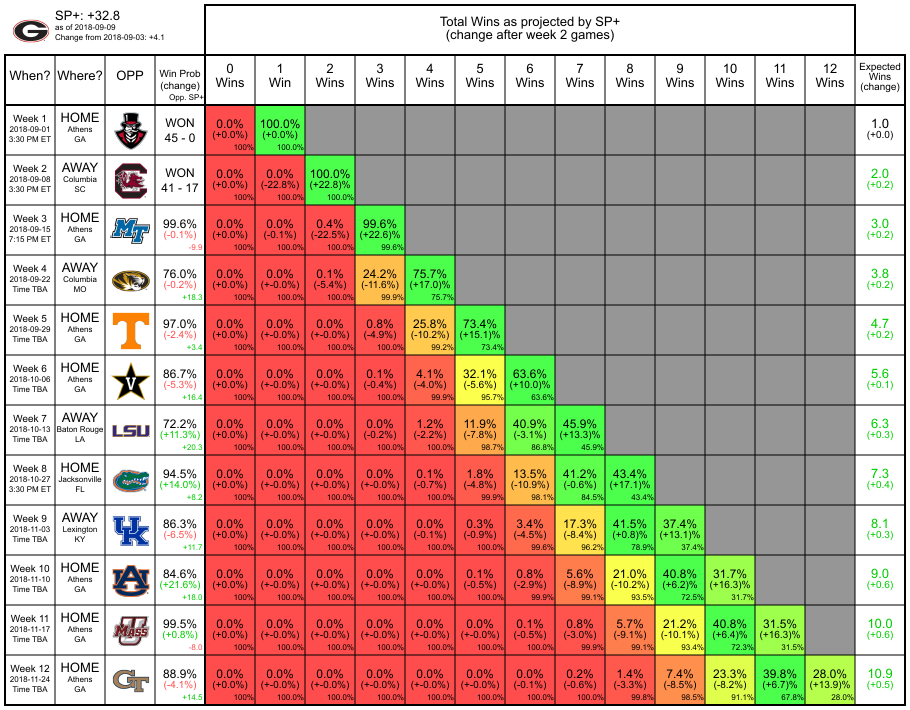 SP+: +32.8
as of 2018-09-09
Change from 2018-09-03: +4.1
Total Wins as projected by SP+
(change after week 2 games)
When? Where? OPP Win Prob (change) Opp. SP+ 0 Wins 1 Win 2 Wins 3 Wins 4 Wins 5 Wins 6 Wins 7 Wins 8 Wins 9 Wins 10 Wins 11 Wins 12 Wins Expected Wins (change)
Week 1 HOME WON 0.0% 100.0% 1.0
2018-09-01 Athens 45 - 0 (+0.0%) (+0.0)% (+0.0)
3:30 PM ET GA 100% 100.0%
Week 2 AWAY WON 0.0% 0.0% 100.0% 2.0
2018-09-08 Columbia 41 - 17 (+0.0%) (-22.8%) (+22.8)% (+0.2)
3:30 PM ET SC 100% 100.0% 100.0%
Week 3 HOME MT 99.6% 0.0% 0.0% 0.4% 99.6% 3.0
2018-09-15 Athens (-0.1%) (+0.0%) (-0.1%) (-22.5%) (+22.6)% (+0.2)
7:15 PM ET GA -9.9 100% 100.0% 100.0% 99.6%
Week 4 AWAY 76.0% 0.0% 0.0% 0.1% 24.2% 75.7% 3.8
2018-09-22 Columbia (-0.2%) (+0.0%) (+-0.0%) (-5.4%) (-11.6%) (+17.0)% (+0.2)
Time TBA MO +18.3 100% 100.0% 100.0% 99.9% 75.7%
Week 5 HOME T 97.0% 0.0% 0.0% 0.0% 0.8% 25.8% 73.4% 4.7
2018-09-29 Athens (-2.4%) (+0.0%) (+-0.0%) (+-0.0%) (-4.9%) (-10.2%) (+15.1)% (+0.2)
Time TBA GA +3.4 100% 100.0% 100.0% 100.0% 99.2% 73.4%
Week 6 HOME V 86.7% 0.0% 0.0% 0.0% 0.1% 4.1% 32.1% 63.6% 5.6
2018-10-06 Athens (-5.3%) (+0.0%) (+-0.0%) (+-0.0%) (-0.4%) (-4.0%) (-5.6%) (+10.0)% (+0.1)
Time TBA GA +16.4 100% 100.0% 100.0% 100.0% 99.9% 95.7% 63.6%
Week 7 AWAY LSU 72.2% 0.0% 0.0% 0.0% 0.0% 1.2% 11.9% 40.9% 45.9% 6.3
2018-10-13 Baton Rouge (+11.3%) (+0.0%) (+-0.0%) (+-0.0%) (-0.2%) (-2.2%) (-7.8%) (-3.1%) (+13.3)% (+0.3)
Time TBA LA +20.3 100% 100.0% 100.0% 100.0% 100.0% 98.7% 86.8% 45.9%
Week 8 HOME 94.5% 0.0% 0.0% 0.0% 0.0% 0.1% 1.8% 13.5% 41.2% 43.4% 7.3
2018-10-27 Jacksonville (+14.0%) (+0.0%) (+-0.0%) (+-0.0%) (+-0.0%) (-0.7%) (-4.8%) (-10.9%) (-0.6%) (+17.1)% (+0.4)
3:30 PM ET FL +8.2 100% 100.0% 100.0% 100.0% 100.0% 99.9% 98.1% 84.5% 43.4%
Week 9 AWAY UK 86.3% 0.0% 0.0% 0.0% 0.0% 0.0% 0.3% 3.4% 17.3% 41.5% 37.4% 8.1
2018-11-03 Lexington (-6.5%) (+0.0%) (+-0.0%) (+-0.0%) (+-0.0%) (-0.1%) (-0.9%) (-4.5%) (-8.4%) (+0.8)% (+13.1)% (+0.3)
Time TBA KY +11.7 100% 100.0% 100.0% 100.0% 100.0% 100.0% 99.6% 96.2% 78.9% 37.4%
Week 10 HOME AU 84.6% 0.0% 0.0% 0.0% 0.0% 0.0% 0.1% 0.8% 5.6% 21.0% 40.8% 31.7% 9.0
2018-11-10 Athens (+21.6%) (+0.0%) (+-0.0%) (+-0.0%) (+-0.0%) (+-0.0%) (-0.5%) (-2.9%) (-8.9%) (-10.2%) (+6.2)% (+16.3)% (+0.6)
Time TBA GA +18.0 100% 100.0% 100.0% 100.0% 100.0% 100.0% 99.9% 99.1% 93.5% 72.5% 31.7%
Week 11 HOME UMASS 99.5% 0.0% 0.0% 0.0% 0.0% 0.0% 0.0% 0.1% 0.8% 5.7% 21.2% 40.8% 31.5% 10.0
2018-11-17 Athens (+0.8%) (+0.0%) (+-0.0%) (+-0.0%) (+-0.0%) (+-0.0%) (+-0.0%) (-0.5%) (-3.0%) (-9.1%) (-10.1%) (+6.4)% (+16.3)% (+0.6)
Time TBA GA -8.0 100% 100.0% 100.0% 100.0% 100.0% 100.0% 100.0% 99.9% 99.1% 93.4% 72.3% 31.5%
Week 12 HOME GT 88.9% 0.0% 0.0% 0.0% 0.0% 0.0% 0.0% 0.0% 0.2% 1.4% 7.4% 23.3% 39.8% 28.0% 10.9
2018-11-24 Athens (-4.1%) (+0.0%) (+-0.0%) (+-0.0%) (+-0.0%) (+-0.0%) (+-0.0%) (-0.1%) (-0.6%) (-3.3%) (-8.5%) (-8.2%) (+6.7)% (+13.9)% (+0.5)
Time TBA GA +14.5 100% 100.0% 100.0% 100.0% 100.0% 100.0% 100.0% 100.0% 99.8% 98.5% 91.1% 67.8% 28.0%